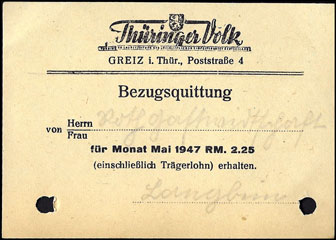 Thüringer Volk
GREIZ i. Thür., Poststraße 4
Bezugsquittung
von Herrn
Frau
für Monat Mai 1947 RM. 2.25
(einschließlich Trägerlohn) erhalten.